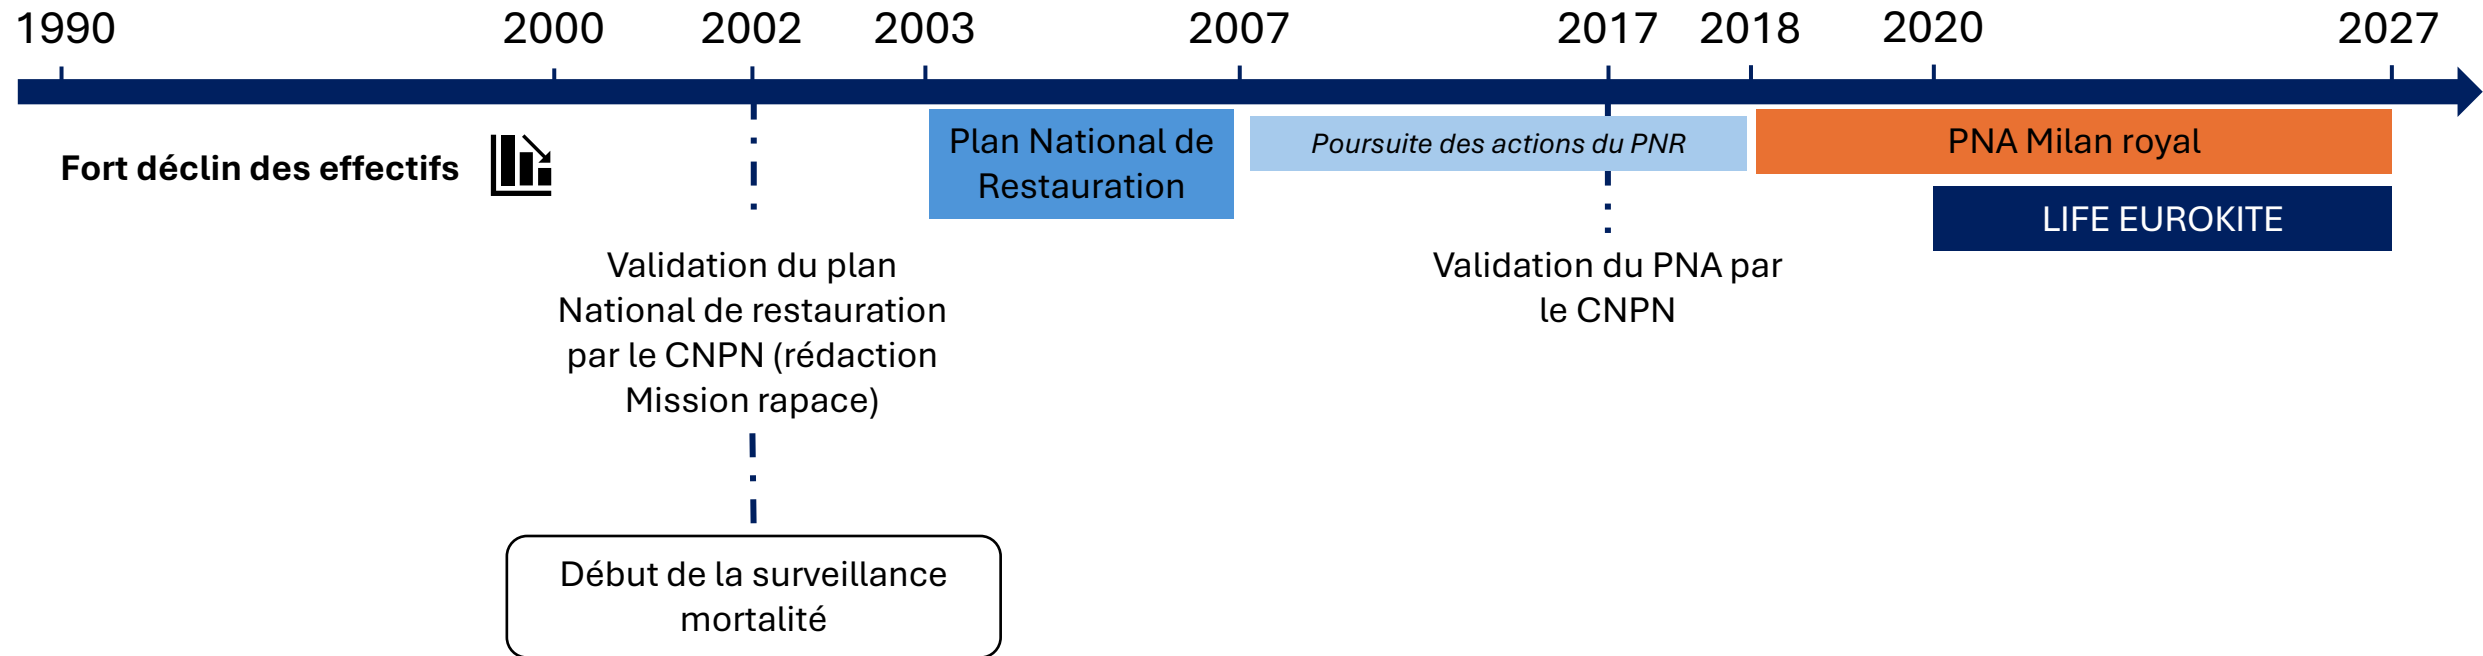 1990 2000 2002 2003 2007 2017 2018 2020 2027
Fort déclin des effectifs
Plan National de
Restauration
Poursuite des actions du PNR
PNA Milan royal
LIFE EUROKITE
Validation du plan
National de restauration
par le CNPN (rédaction
Mission rapace)
Validation du PNA par
le CNPN
Début de la surveillance
mortalité